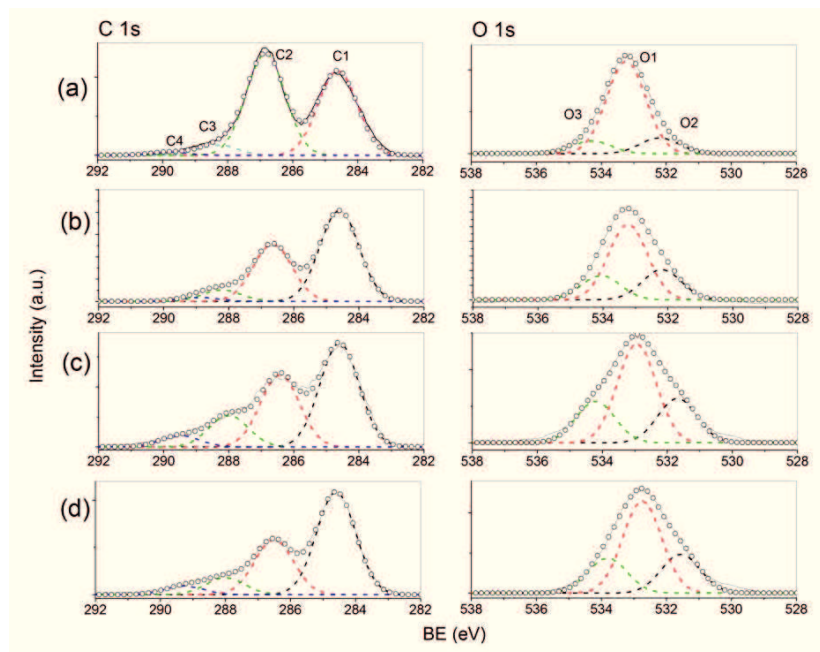 C 1s
O 1s
(a)
C4
C3
C2
C1
O3
O1
O2
292 290 288 286 284 282
538 536 534 532 530 528
(b)
292 290 288 286 284 282
538 536 534 532 530 528
Intensity (a.u.)
(c)
292 290 288 286 284 282
538 536 534 532 530 528
(d)
292 290 288 286 284 282
538 536 534 532 530 528
BE (eV)